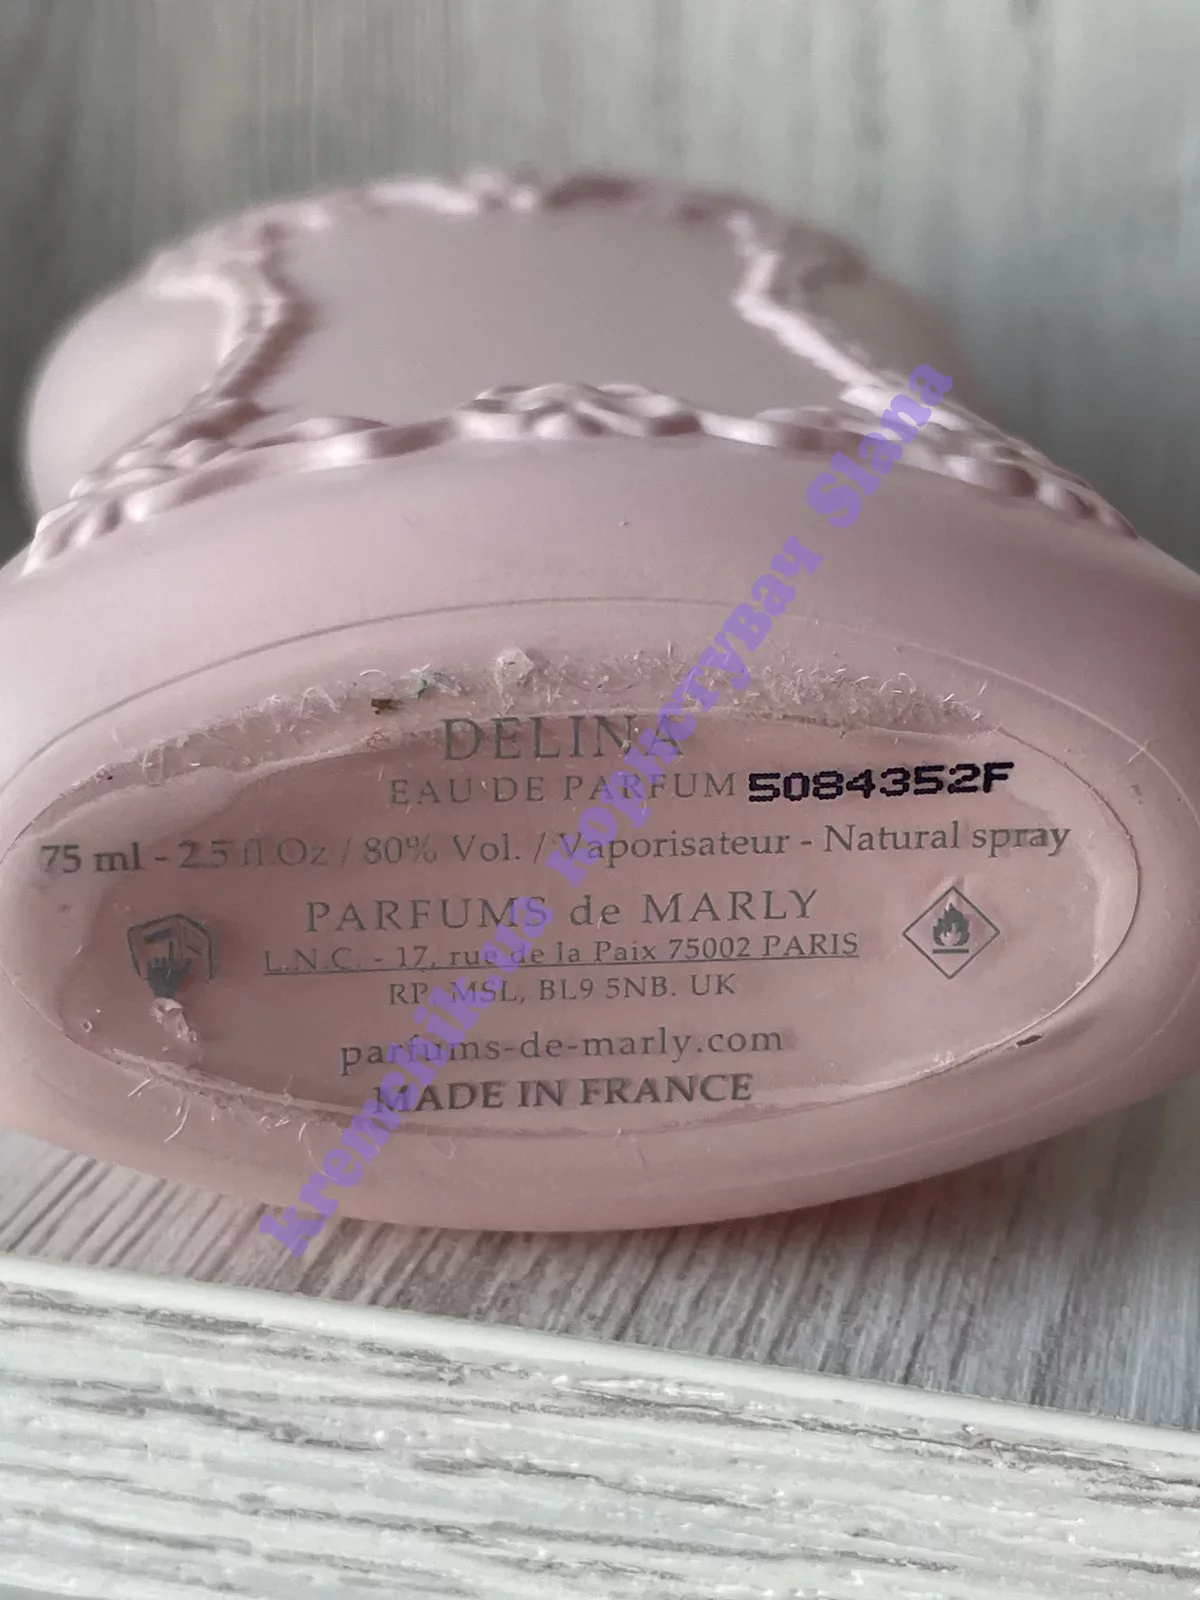 DELINA
EAU DE PARFUM 5084352F
75 ml - 2.5 fl.Oz / 80% Vol. / Vaporisateur - Natural spray
PARFUMS de MARLY
L.N.C. - 17, rue de la Paix 75002 PARIS
RP. MSL, BL9 5NB. UK
parfums-de-marly.com
MADE IN FRANCE
kremenikua користувач Slana